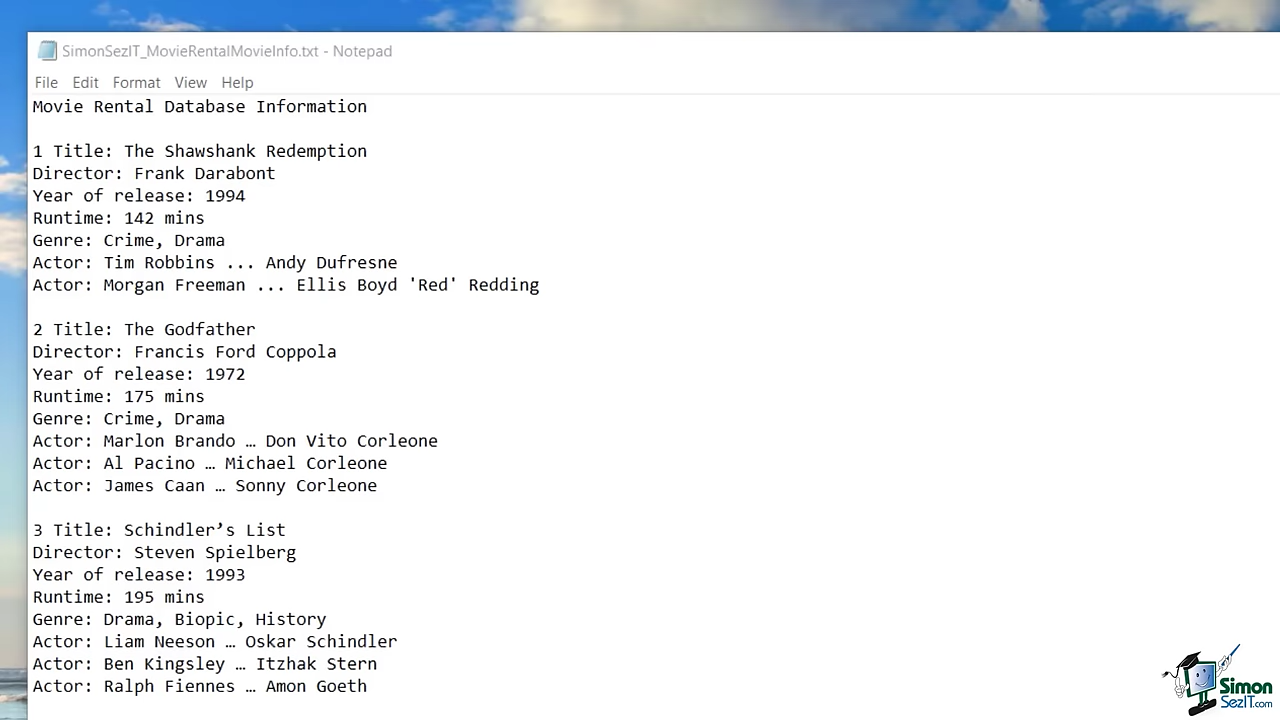 SimonSezIT_MovieRentalMovieInfo.txt - Notepad
File Edit Format View Help
Movie Rental Database Information
1 Title: The Shawshank Redemption
Director: Frank Darabont
Year of release: 1994
Runtime: 142 mins
Genre: Crime, Drama
Actor: Tim Robbins ... Andy Dufresne
Actor: Morgan Freeman ... Ellis Boyd 'Red' Redding
2 Title: The Godfather
Director: Francis Ford Coppola
Year of release: 1972
Runtime: 175 mins
Genre: Crime, Drama
Actor: Marlon Brando … Don Vito Corleone
Actor: Al Pacino … Michael Corleone
Actor: James Caan … Sonny Corleone
3 Title: Schindler’s List
Director: Steven Spielberg
Year of release: 1993
Runtime: 195 mins
Genre: Drama, Biopic, History
Actor: Liam Neeson … Oskar Schindler
Actor: Ben Kingsley … Itzhak Stern
Actor: Ralph Fiennes … Amon Goeth
Simon
SezIT.com